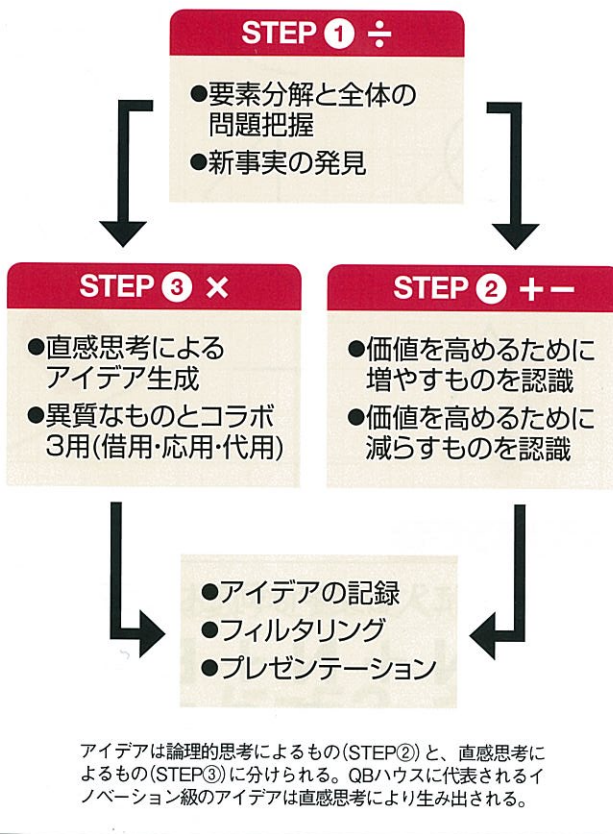 STEP ❶ ÷
●要素分解と全体の
問題把握
●新事実の発見
STEP ❸ ×
●直感思考による
アイデア生成
●異質なものとコラボ
3用(借用・応用・代用)
STEP ❷ +−
●価値を高めるために
増やすものを認識
●価値を高めるために
減らすものを認識
●アイデアの記録
●フィルタリング
●プレゼンテーション
アイデアは論理的思考によるもの(STEP②)と、直感思考に
よるもの(STEP③)に分けられる。QBハウスに代表されるイ
ノベーション級のアイデアは直感思考により生み出される。